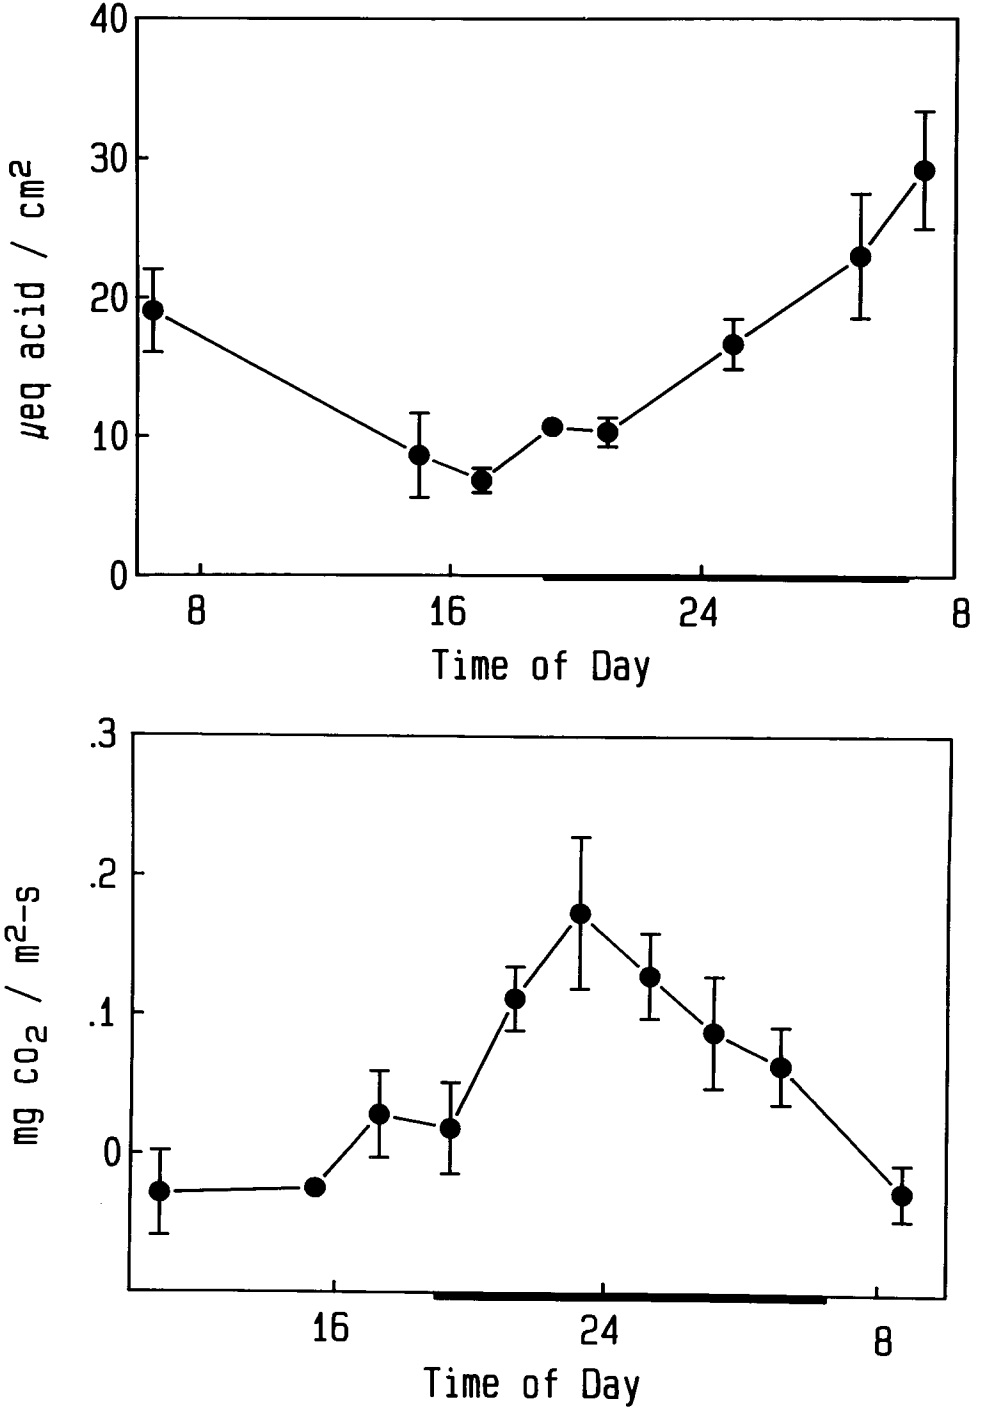 40
30
20
10
0
µeq acid / cm²
8 16 24 8
Time of Day
.3
.2
.1
0
mg CO₂ / m²-s
16 24 8
Time of Day